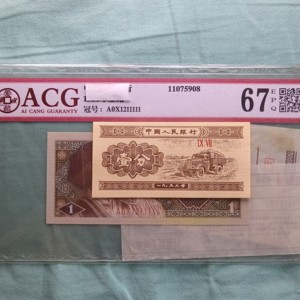 ACG
AI CANG GUARANTY
11075908
冠号: A0X1211111
67 E P Q
中国人民银行
壹分
IX VII
一九五三年
1
1